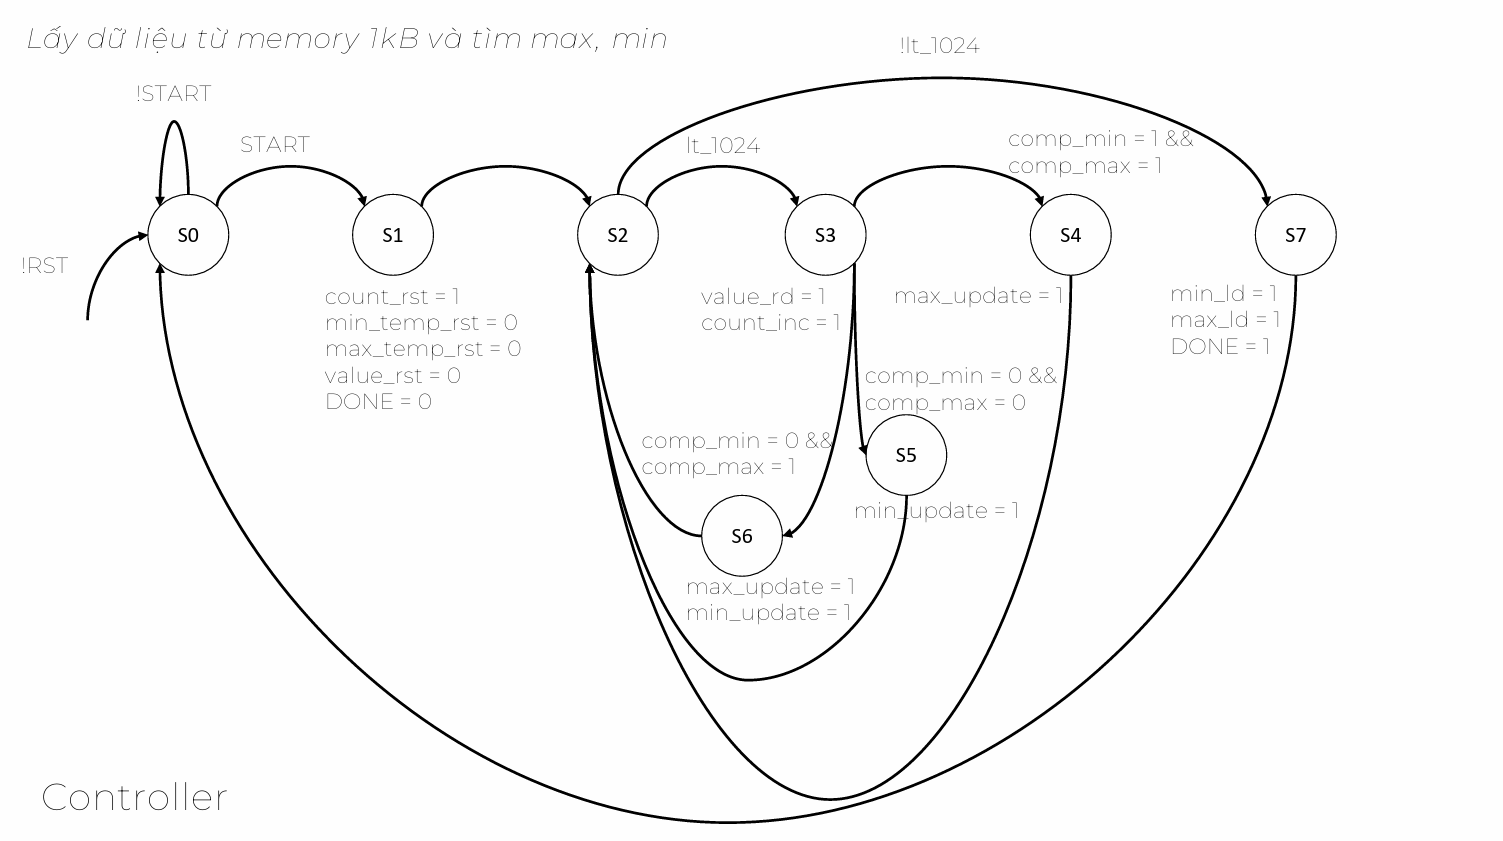 Lấy dữ liệu từ memory 1kB và tìm max, min
!lt_1024
!START
START
lt_1024
comp_min = 1 &&
comp_max = 1
S0
S1
S2
S3
S4
S7
!RST
count_rst = 1
min_temp_rst = 0
max_temp_rst = 0
value_rst = 0
DONE = 0
value_rd = 1
count_inc = 1
max_update = 1
min_ld = 1
max_ld = 1
DONE = 1
comp_min = 0 &&
comp_max = 0
comp_min = 0 &&
comp_max = 1
S5
min_update = 1
S6
max_update = 1
min_update = 1
Controller